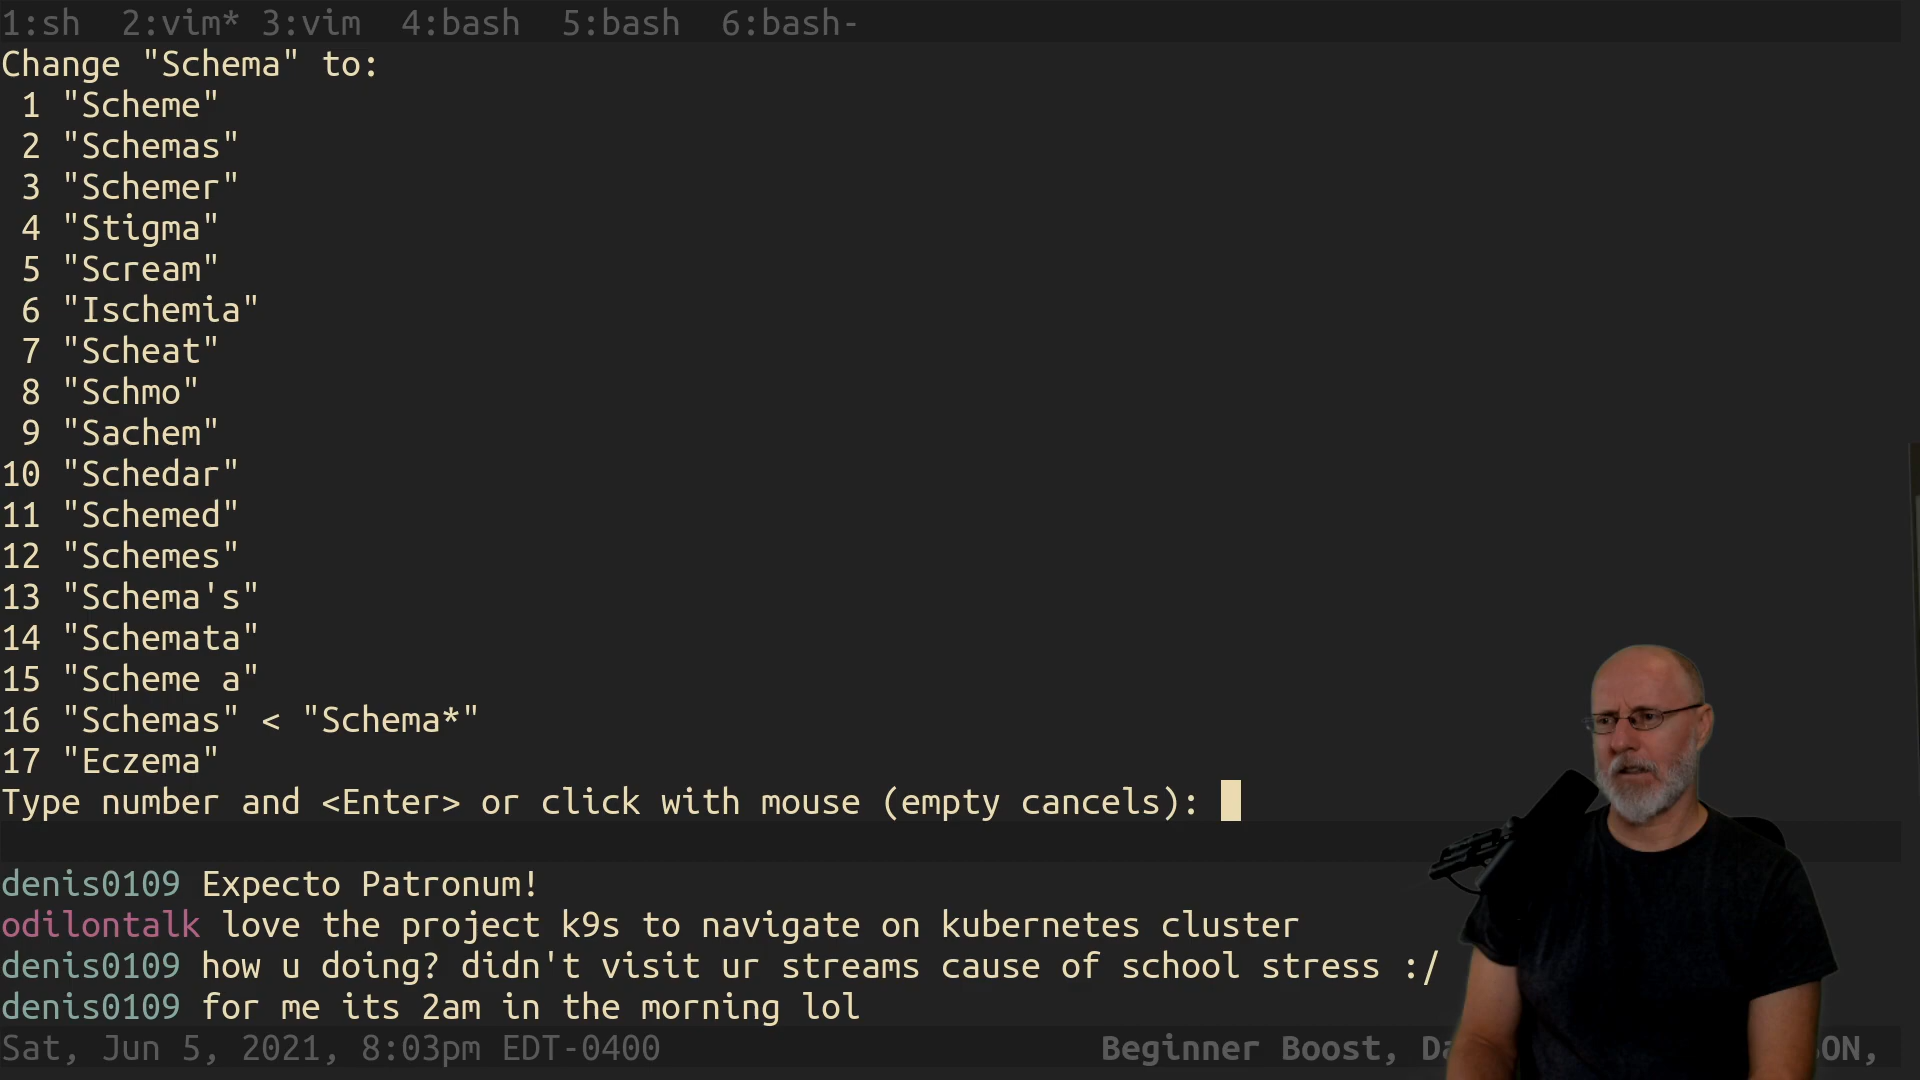 1:sh  2:vim* 3:vim  4:bash  5:bash  6:bash-
Change "Schema" to:
 1 "Scheme"
 2 "Schemas"
 3 "Schemer"
 4 "Stigma"
 5 "Scream"
 6 "Ischemia"
 7 "Scheat"
 8 "Schmo"
 9 "Sachem"
10 "Schedar"
11 "Schemed"
12 "Schemes"
13 "Schema's"
14 "Schemata"
15 "Scheme a"
16 "Schemas" < "Schema*"
17 "Eczema"
Type number and <Enter> or click with mouse (empty cancels):
denis0109 Expecto Patronum!
odilontalk love the project k9s to navigate on kubernetes cluster
denis0109 how u doing? didn't visit ur streams cause of school stress :/
denis0109 for me its 2am in the morning lol
Sat, Jun 5, 2021, 8:03pm EDT-0400 Beginner Boost,